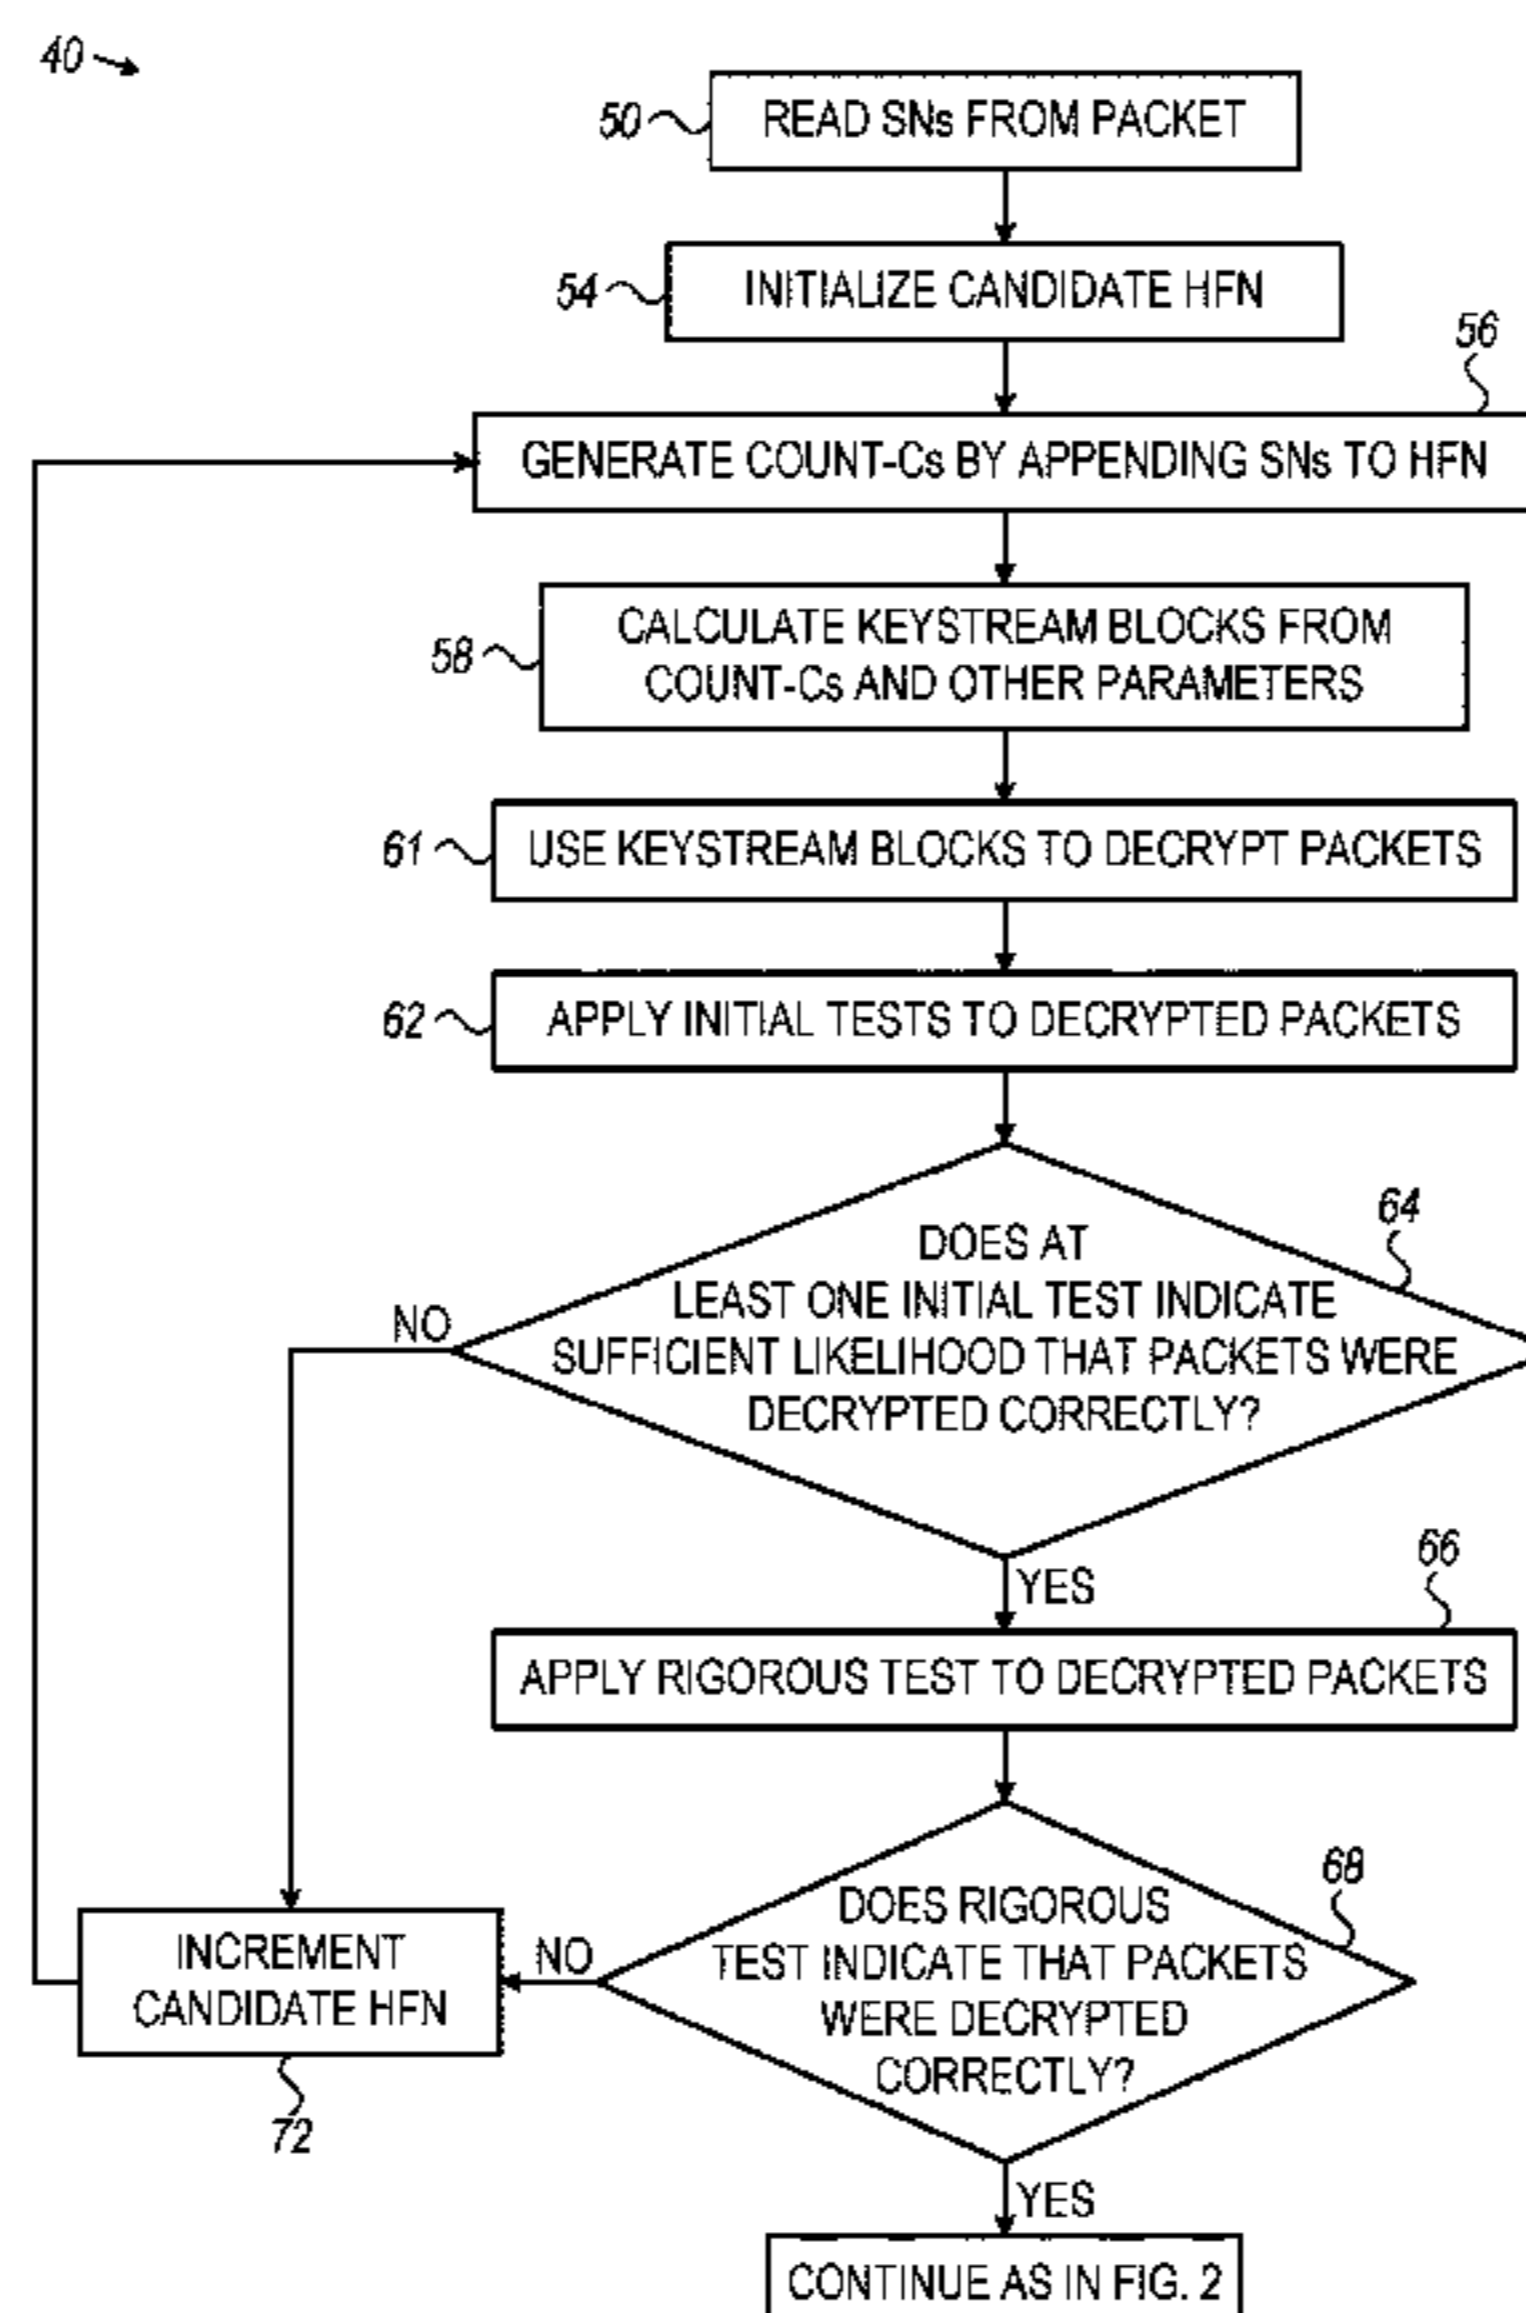 40
50
READ SNs FROM PACKET
54
INITIALIZE CANDIDATE HFN
56
GENERATE COUNT-Cs BY APPENDING SNs TO HFN
58
CALCULATE KEYSTREAM BLOCKS FROM
COUNT-Cs AND OTHER PARAMETERS
61
USE KEYSTREAM BLOCKS TO DECRYPT PACKETS
62
APPLY INITIAL TESTS TO DECRYPTED PACKETS
64
DOES AT
LEAST ONE INITIAL TEST INDICATE
SUFFICIENT LIKELIHOOD THAT PACKETS WERE
DECRYPTED CORRECTLY?
NO
YES
66
APPLY RIGOROUS TEST TO DECRYPTED PACKETS
68
DOES RIGOROUS
TEST INDICATE THAT PACKETS
WERE DECRYPTED
CORRECTLY?
NO
INCREMENT
CANDIDATE HFN
72
YES
CONTINUE AS IN FIG. 2